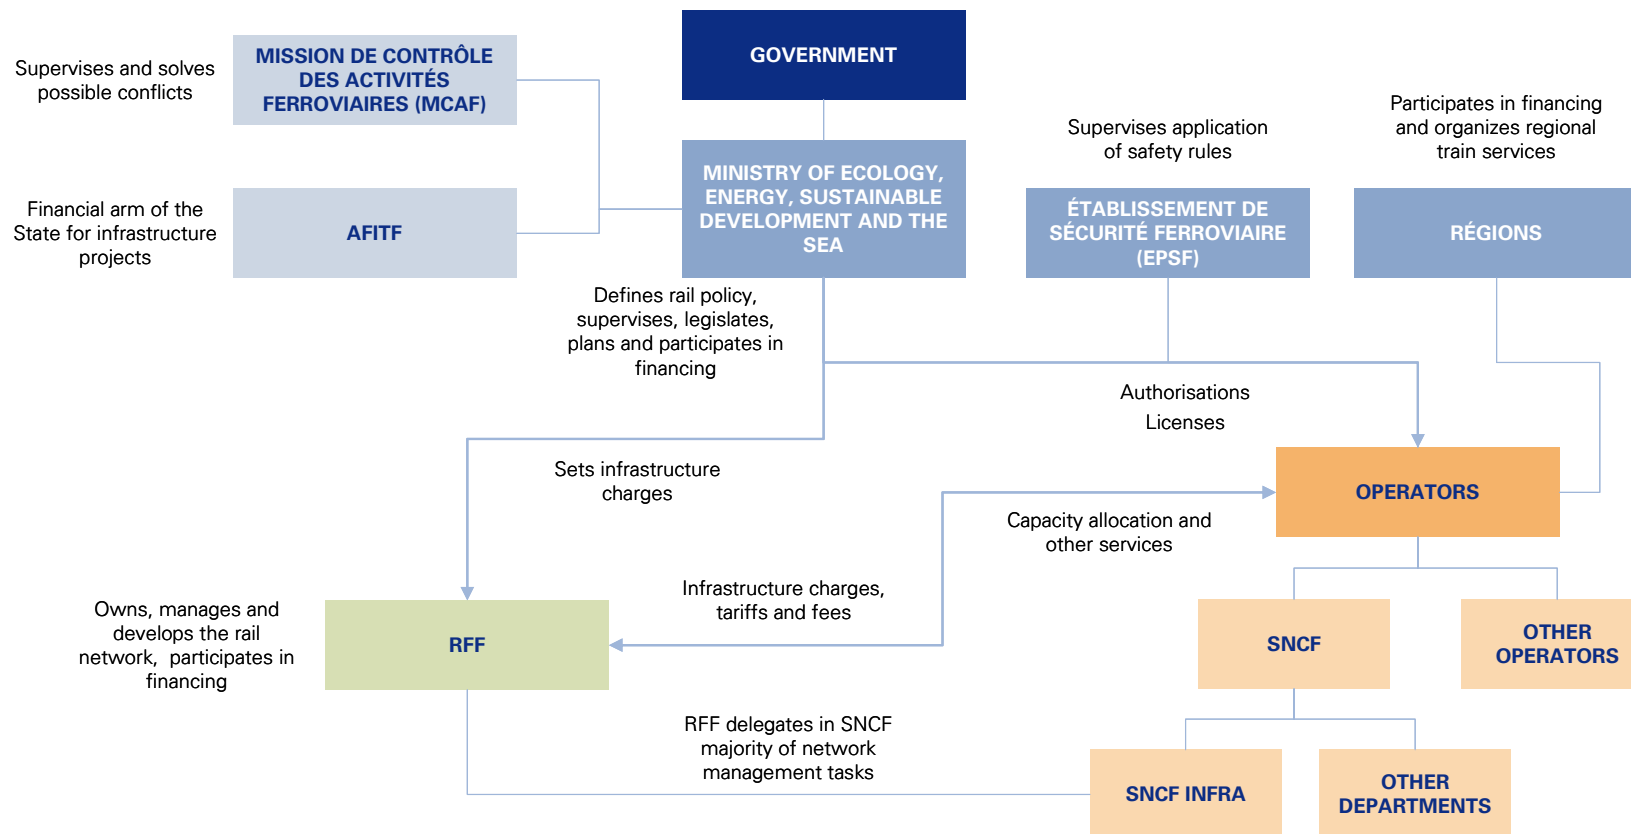 GOVERNMENT
MISSION DE CONTRÔLE
DES ACTIVITÉS
FERROVIAIRES (MCAF)
Supervises and solves
possible conflicts
Participates in financing
and organizes regional
train services
Supervises application
of safety rules
MINISTRY OF ECOLOGY,
ENERGY, SUSTAINABLE
DEVELOPMENT AND THE
SEA
Financial arm of the
State for infrastructure
projects
AFITF
ÉTABLISSEMENT DE
SÉCURITÉ FERROVIAIRE
(EPSF)
RÉGIONS
Defines rail policy,
supervises, legislates,
plans and participates in
financing
Authorisations
Licenses
Sets infrastructure
charges
OPERATORS
Capacity allocation and
other services
Infrastructure charges,
tariffs and fees
Owns, manages and
develops the rail
network, participates in
financing
RFF
SNCF
OTHER
OPERATORS
RFF delegates in SNCF
majority of network
management tasks
SNCF INFRA
OTHER
DEPARTMENTS